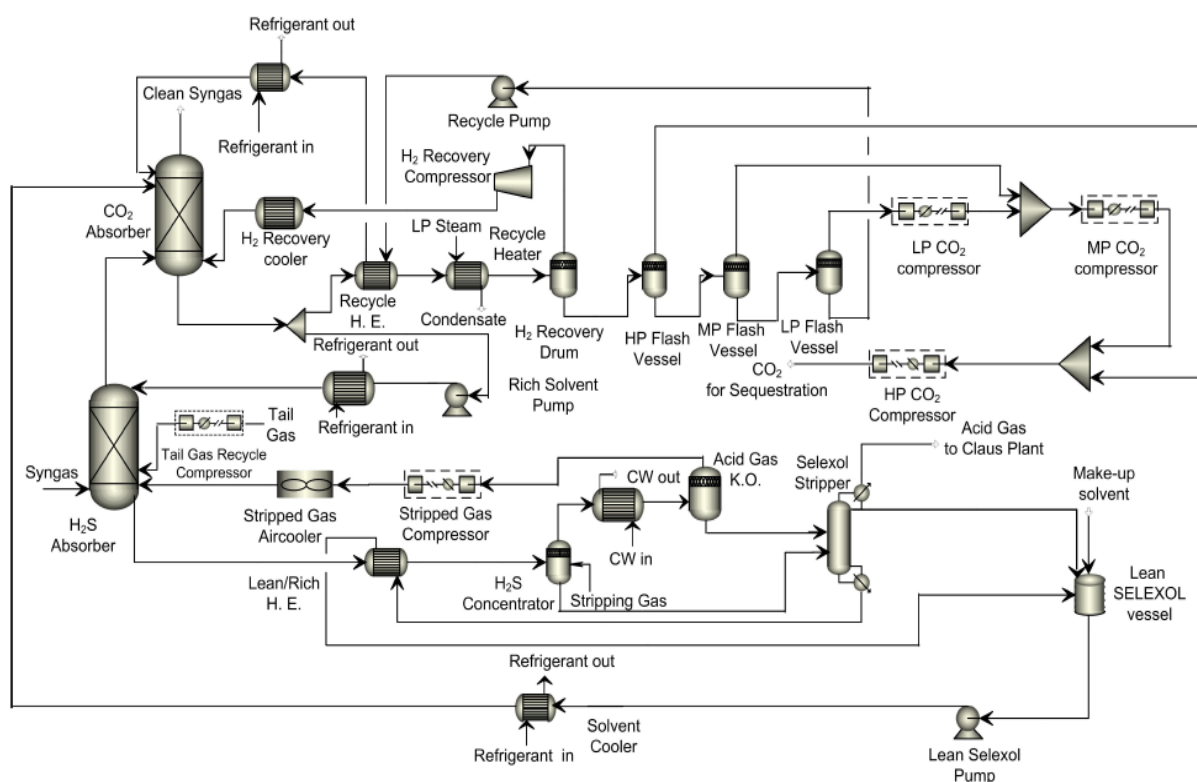 Refrigerant out
Clean Syngas
Refrigerant in
Recycle Pump
H₂ Recovery
Compressor
CO₂
Absorber
H₂ Recovery
cooler
LP Steam
Recycle
Heater
LP CO₂
compressor
MP CO₂
compressor
Recycle
H. E.
Condensate
H₂ Recovery
Drum
HP Flash
Vessel
MP Flash
Vessel
LP Flash
Vessel
Refrigerant out
Rich Solvent
Pump
CO₂
for Sequestration
HP CO₂
Compressor
Refrigerant in
Tail
Gas
Tail Gas Recycle
Compressor
Syngas
H₂S
Absorber
Stripped Gas
Aircooler
Stripped Gas
Compressor
CW out
CW in
Acid Gas
K.O.
Selexol
Stripper
Acid Gas
to Claus Plant
Make-up
solvent
Lean/Rich
H. E.
H₂S
Concentrator
Stripping Gas
Lean
SELEXOL
vessel
Refrigerant out
Refrigerant in
Solvent
Cooler
Lean Selexol
Pump